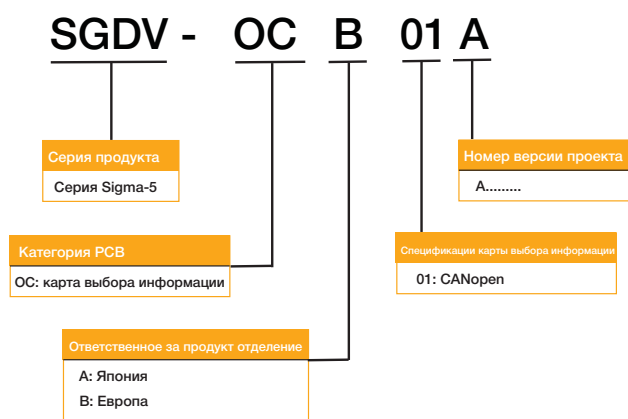 SGDV - OC B 01 A
Серия продукта
Серия Sigma-5
Номер версии проекта
A.........
Категория PCB
OC: карта выбора информации
Спецификации карты выбора информации
01: CANopen
Ответственное за продукт отделение
A: Япония
B: Европа